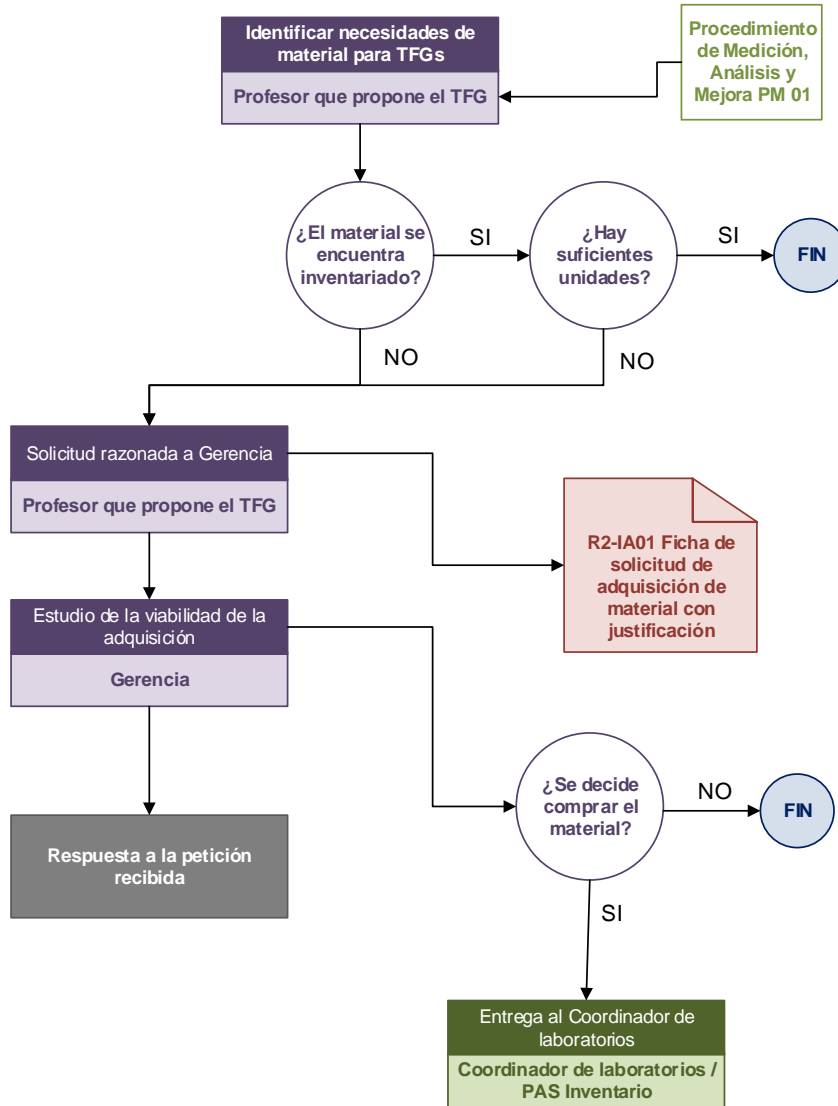 Identificar necesidades de
material para TFGs
Profesor que propone el TFG
Procedimiento
de Medición,
Análisis y
Mejora PM 01
¿El material se
encuentra
inventariado?
SI
¿Hay
suficientes
unidades?
SI
FIN
NO
NO
Solicitud razonada a Gerencia
Profesor que propone el TFG
R2-IA01 Ficha de
solicitud de
adquisición de
material con
justificación
Estudio de la viabilidad de la
adquisición
Gerencia
¿Se decide
comprar el
material?
NO
FIN
Respuesta a la petición
recibida
SI
Entrega al Coordinador de
laboratorios
Coordinador de laboratorios /
PAS Inventario